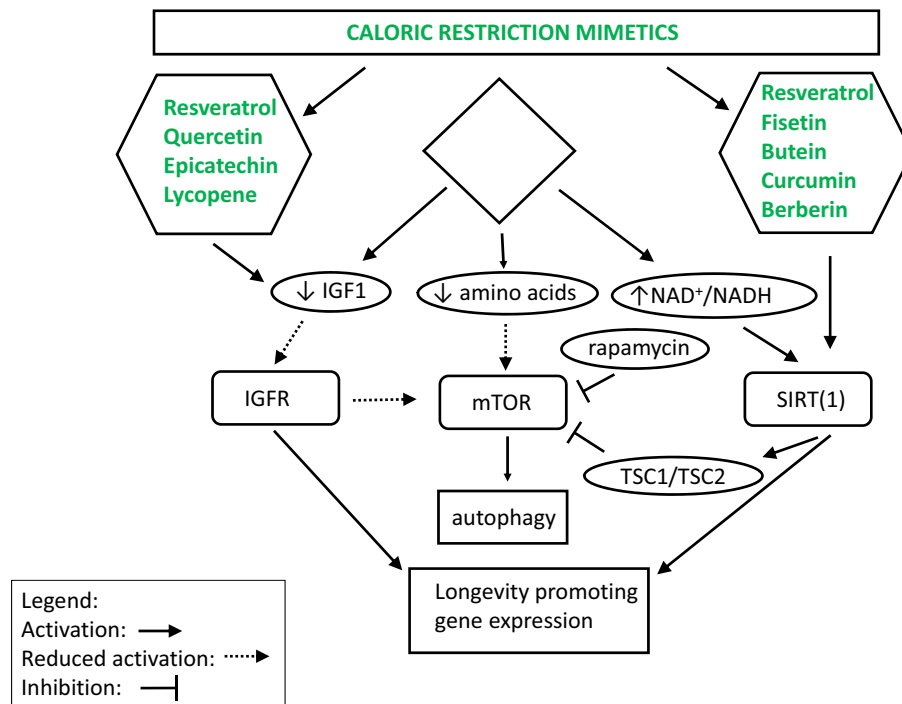 CALORIC RESTRICTION MIMETICS
Resveratrol
Quercetin
Epicatechin
Lycopene
Resveratrol
Fisetin
Butein
Curcumin
Berberin
↓ IGF1
↓ amino acids
↑NAD⁺/NADH
rapamycin
IGFR
mTOR
SIRT(1)
TSC1/TSC2
autophagy
Longevity promoting
gene expression
Legend:
Activation:
Reduced activation:
Inhibition: